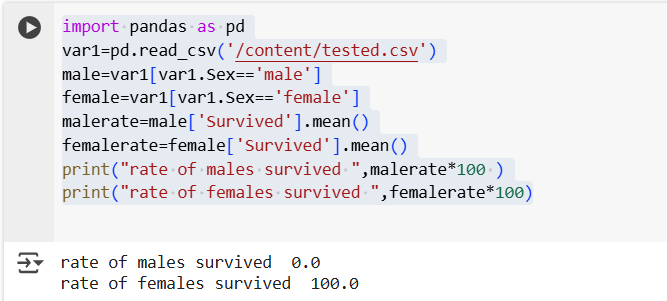 import pandas as pd
var1=pd.read_csv('/content/tested.csv')
male=var1[var1.Sex=='male']
female=var1[var1.Sex=='female']
malerate=male['Survived'].mean()
femalerate=female['Survived'].mean()
print("rate of males survived ",malerate*100 )
print("rate of females survived ",femalerate*100)
rate of males survived  0.0
rate of females survived  100.0